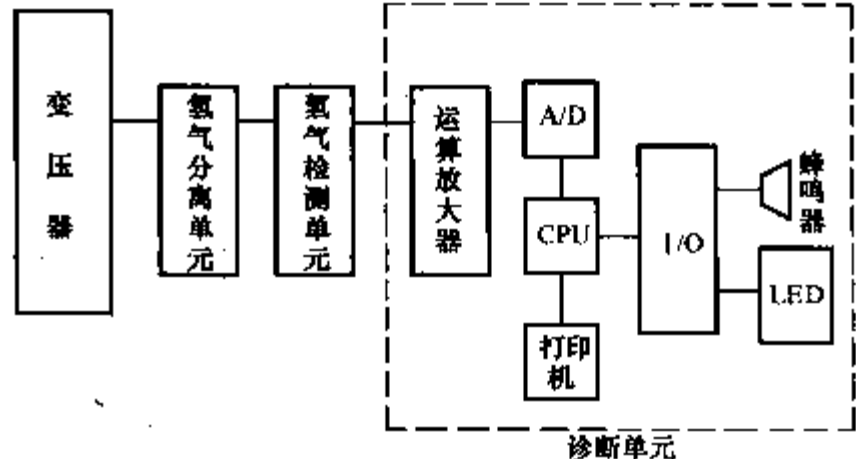 变压器
氢气分离单元
氢气检测单元
运算放大器
A/D
CPU
打印机
I/O
蜂鸣器
LED
诊断单元